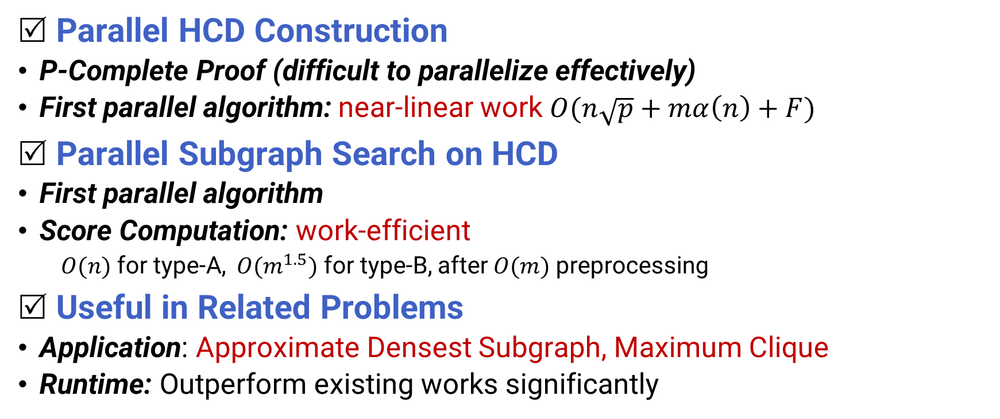 ☑ Parallel HCD Construction
• P-Complete Proof (difficult to parallelize effectively)
• First parallel algorithm: near-linear work O(n√p + mα(n) + F)
☑ Parallel Subgraph Search on HCD
• First parallel algorithm
• Score Computation: work-efficient
O(n) for type-A, O(m^1.5) for type-B, after O(m) preprocessing
☑ Useful in Related Problems
• Application: Approximate Densest Subgraph, Maximum Clique
• Runtime: Outperform existing works significantly